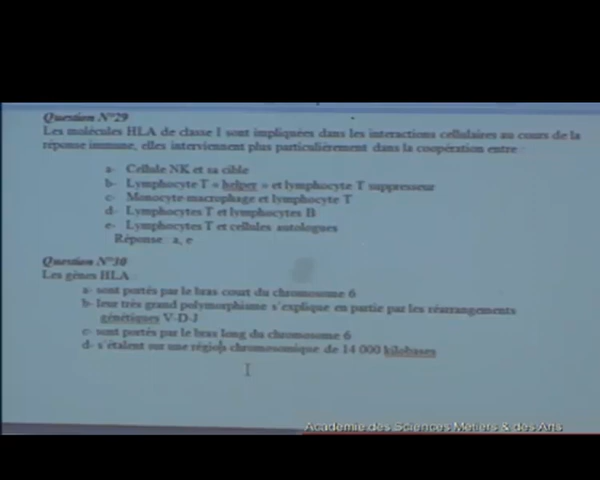 Question N°29
Les molécules HLA de classe I sont impliquées dans les interactions cellulaires au cours de la
réponse immune, elles interviennent plus particulièrement dans la coopération entre :
a- Cellule NK et sa cible
b- Lymphocyte T « helper » et lymphocyte T suppresseur
c- Monocyte-macrophage et lymphocyte T
d- Lymphocytes T et lymphocytes B
e- Lymphocytes T et cellules autologues
Réponse : a, e
Question N°30
Les gènes HLA
a- sont portés par le bras court du chromosome 6
b- leur très grand polymorphisme s'explique en partie par les réarrangements
génétiques V-D-J
c- sont portés par le bras long du chromosome 6
d- s'étalent sur une région chromosomique de 14 000 kilobases
Academie des Sciences Metiers & des Arts